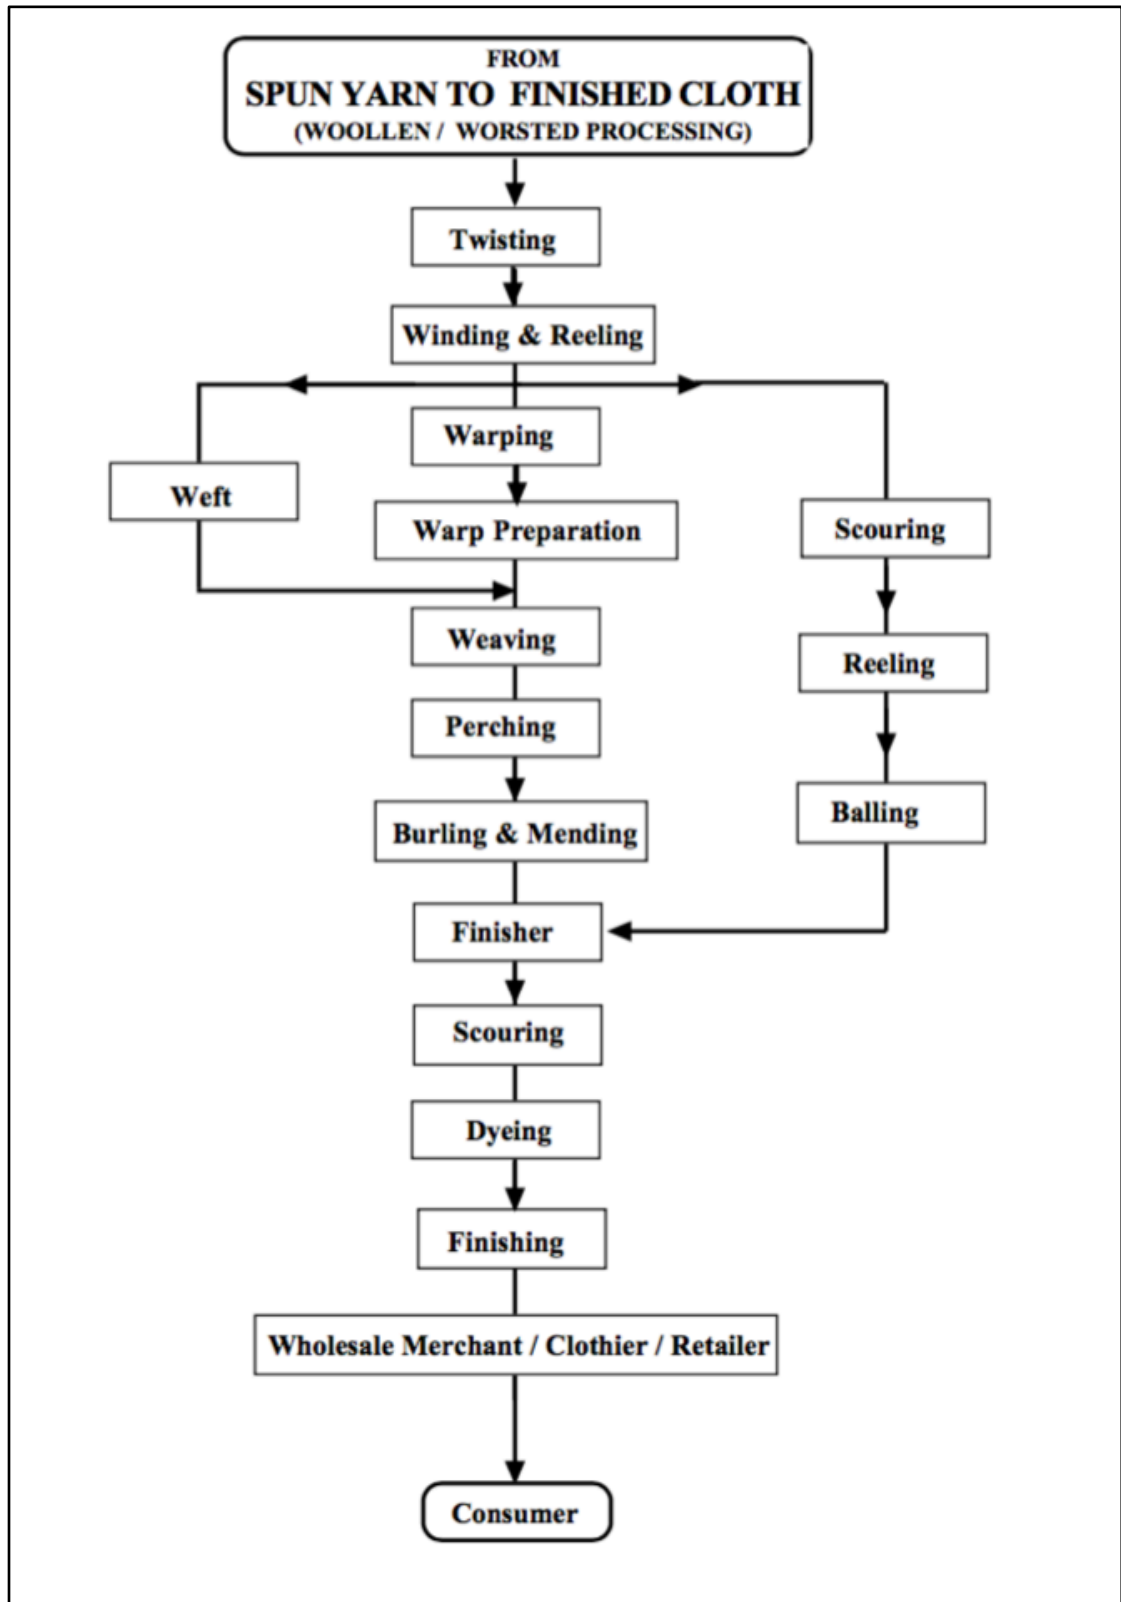 FROM
SPUN YARN TO FINISHED CLOTH
(WOOLLEN / WORSTED PROCESSING)
Twisting
Winding & Reeling
Warping
Weft
Warp Preparation
Scouring
Weaving
Reeling
Perching
Balling
Burling & Mending
Finisher
Scouring
Dyeing
Finishing
Wholesale Merchant / Clothier / Retailer
Consumer